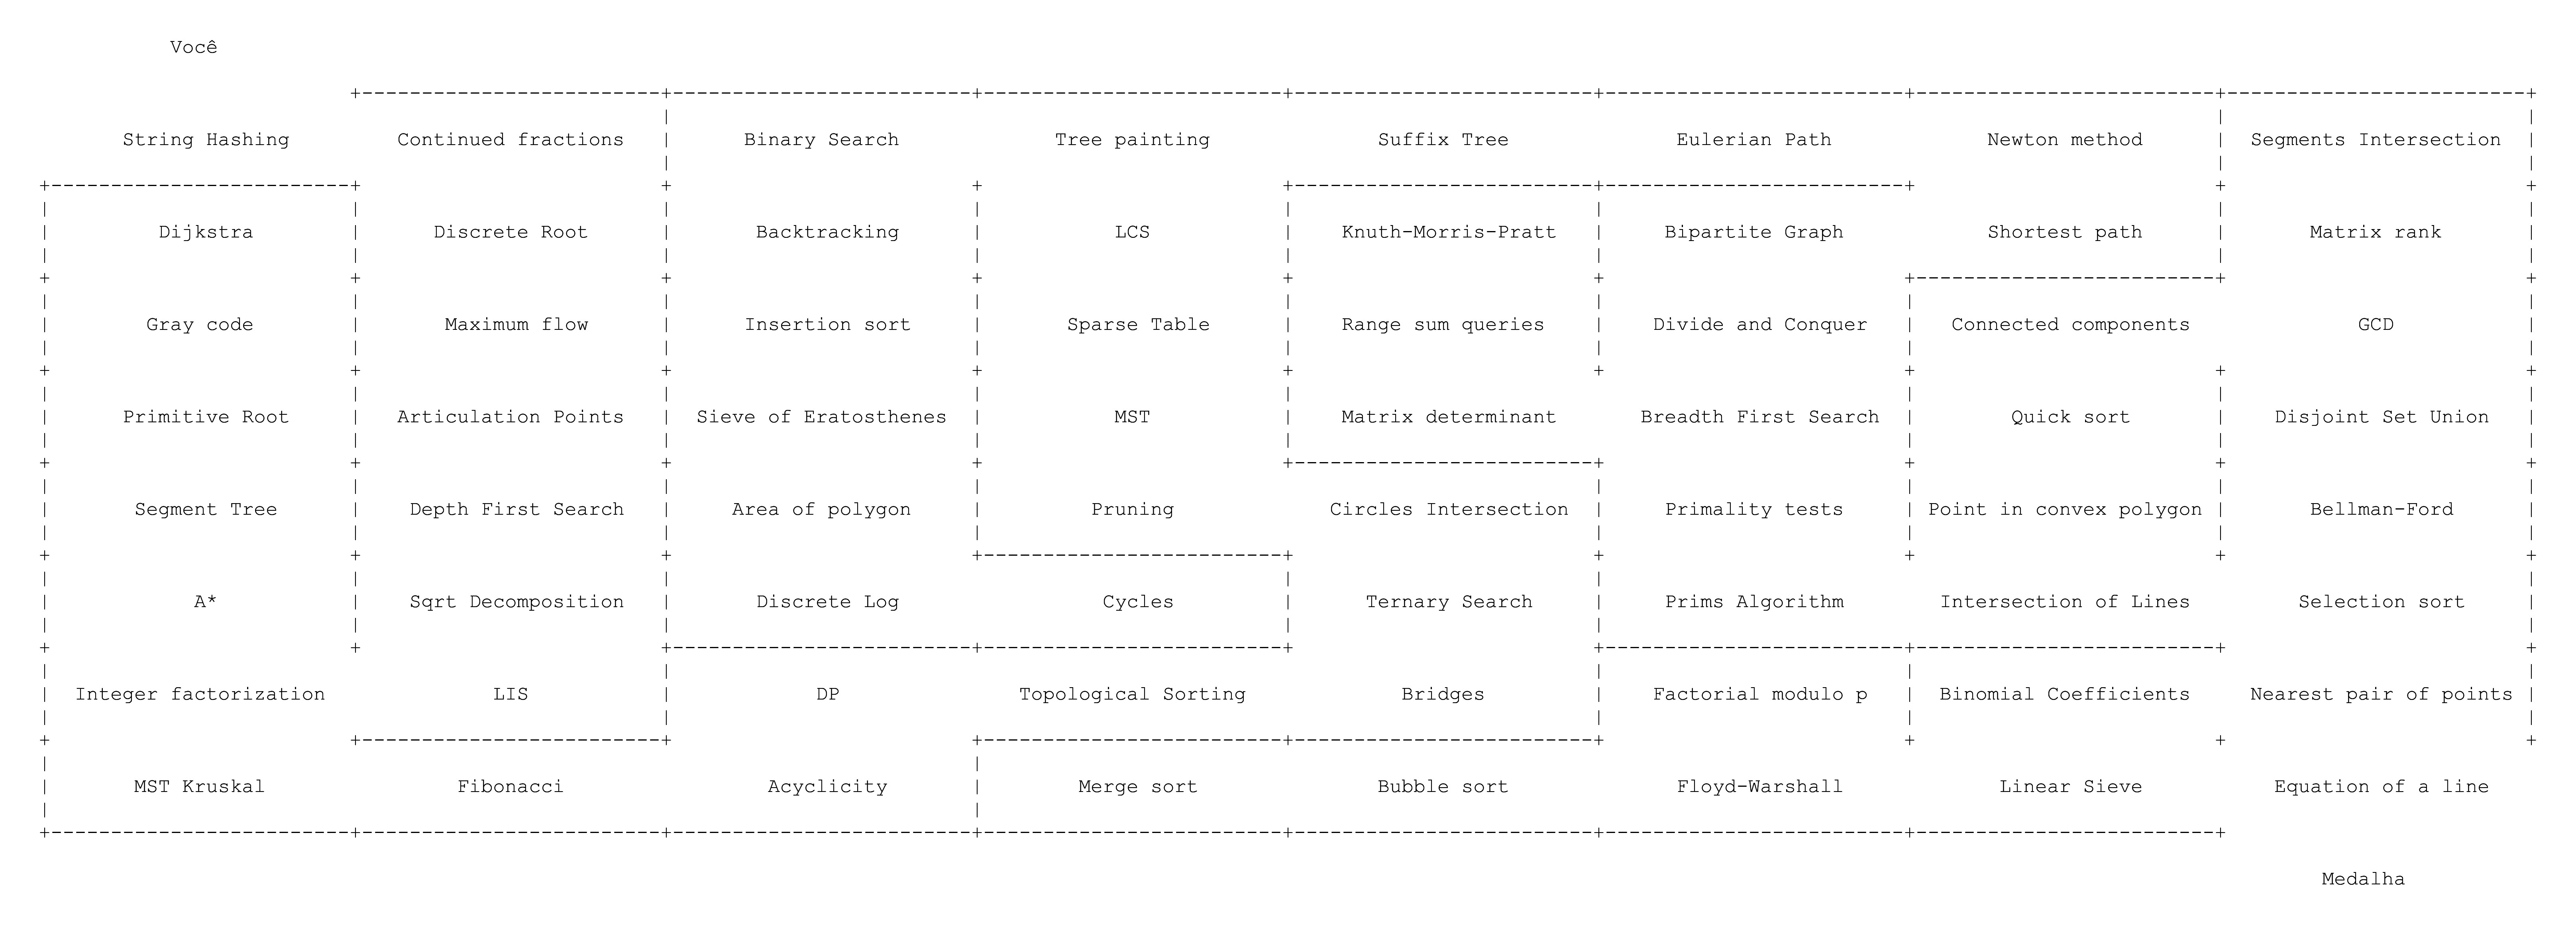 Você
String Hashing Continued fractions Binary Search Tree painting Suffix Tree Eulerian Path Newton method Segments Intersection
Dijkstra Discrete Root Backtracking LCS Knuth-Morris-Pratt Bipartite Graph Shortest path Matrix rank
Gray code Maximum flow Insertion sort Sparse Table Range sum queries Divide and Conquer Connected components GCD
Primitive Root Articulation Points Sieve of Eratosthenes MST Matrix determinant Breadth First Search Quick sort Disjoint Set Union
Segment Tree Depth First Search Area of polygon Pruning Circles Intersection Primality tests Point in convex polygon Bellman-Ford
A* Sqrt Decomposition Discrete Log Cycles Ternary Search Prims Algorithm Intersection of Lines Selection sort
Integer factorization LIS DP Topological Sorting Bridges Factorial modulo p Binomial Coefficients Nearest pair of points
MST Kruskal Fibonacci Acyclicity Merge sort Bubble sort Floyd-Warshall Linear Sieve Equation of a line
Medalha